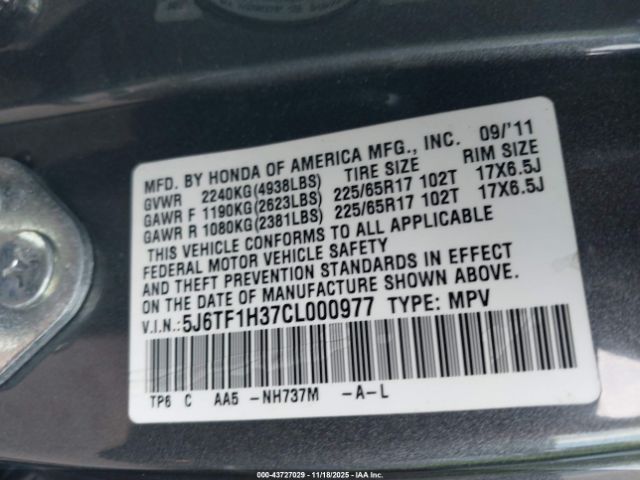 MFD. BY HONDA OF AMERICA MFG., INC. 09/'11
GVWR 2240KG(4938LBS) TIRE SIZE RIM SIZE
GAWR F 1190KG(2623LBS) 225/65R17 102T 17X6.5J
GAWR R 1080KG(2381LBS) 225/65R17 102T 17X6.5J
THIS VEHICLE CONFORMS TO ALL APPLICABLE
FEDERAL MOTOR VEHICLE SAFETY
AND THEFT PREVENTION STANDARDS IN EFFECT
ON THE DATE OF MANUFACTURE SHOWN ABOVE.
V.I.N.: 5J6TF1H37CL000977 TYPE: MPV
TP6 C AA5 -NH737M -A-L
000-43727029 - 11/18/2025 - IAA Inc.